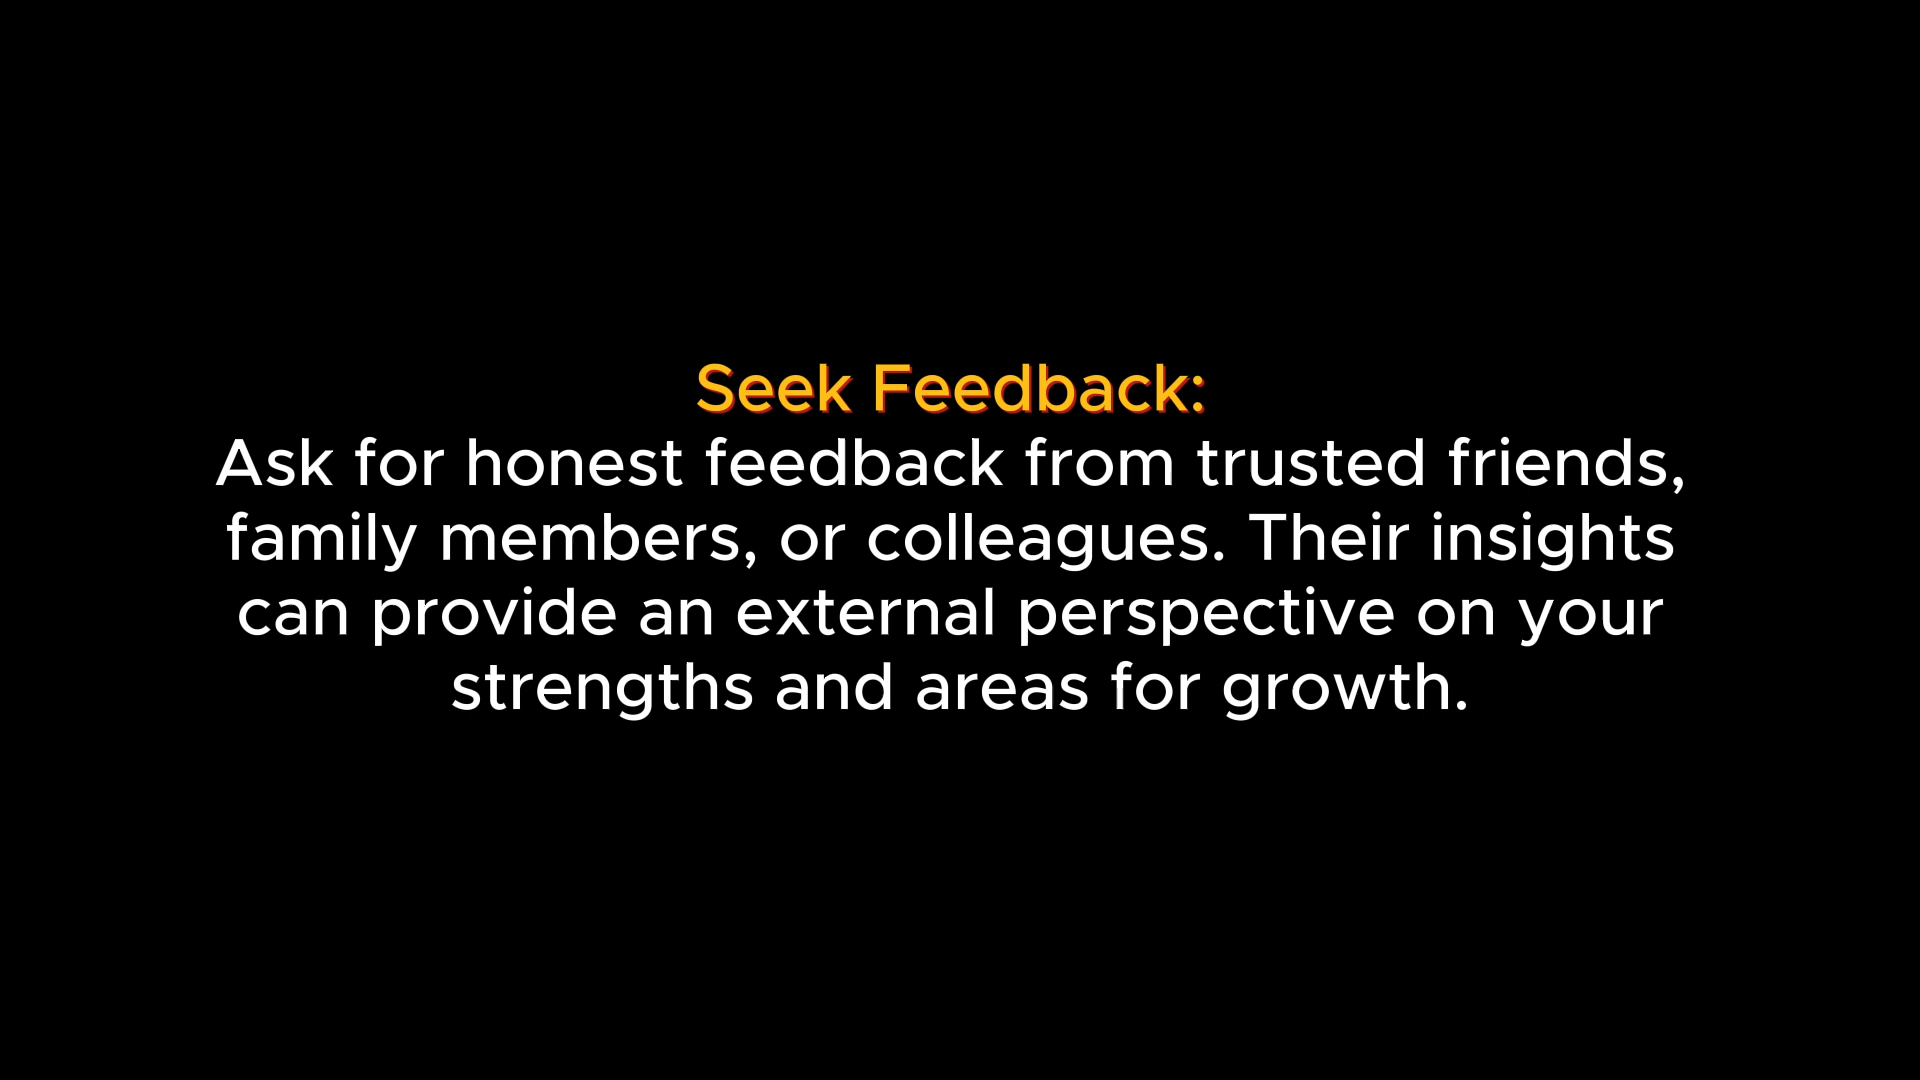 Seek Feedback:
Ask for honest feedback from trusted friends,
family members, or colleagues. Their insights
can provide an external perspective on your
strengths and areas for growth.